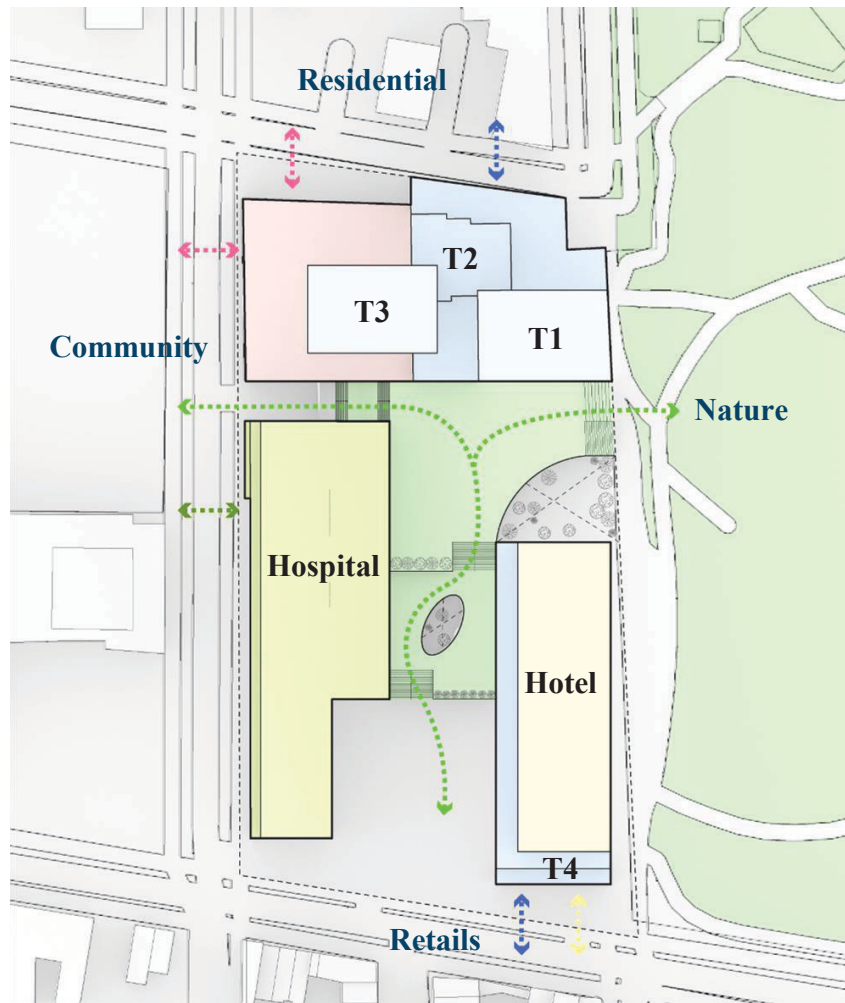 Residential
T2
T3
T1
Community
Nature
Hospital
Hotel
T4
Retails